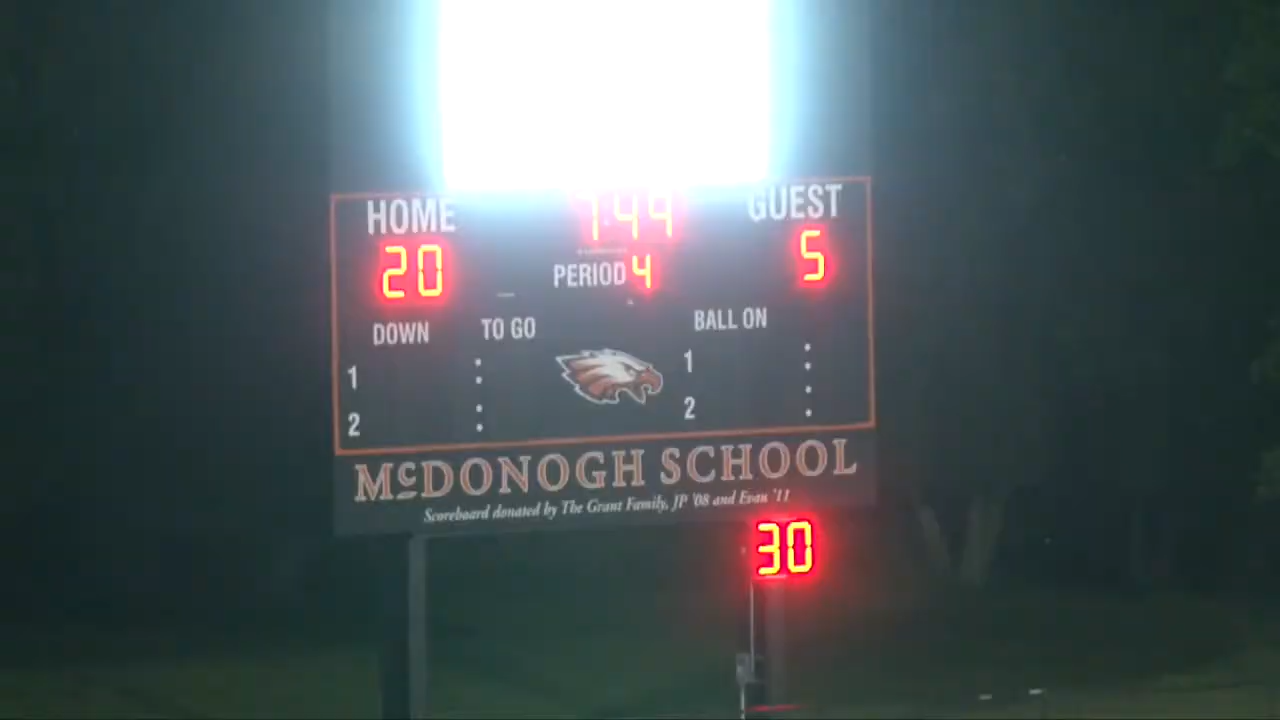 HOME 7:44 GUEST
20 PERIOD 4 5
DOWN TO GO BALL ON
1 1
2 2
McDONOGH SCHOOL
Scoreboard donated by The Grant Family, JP '08 and Evan '11
30